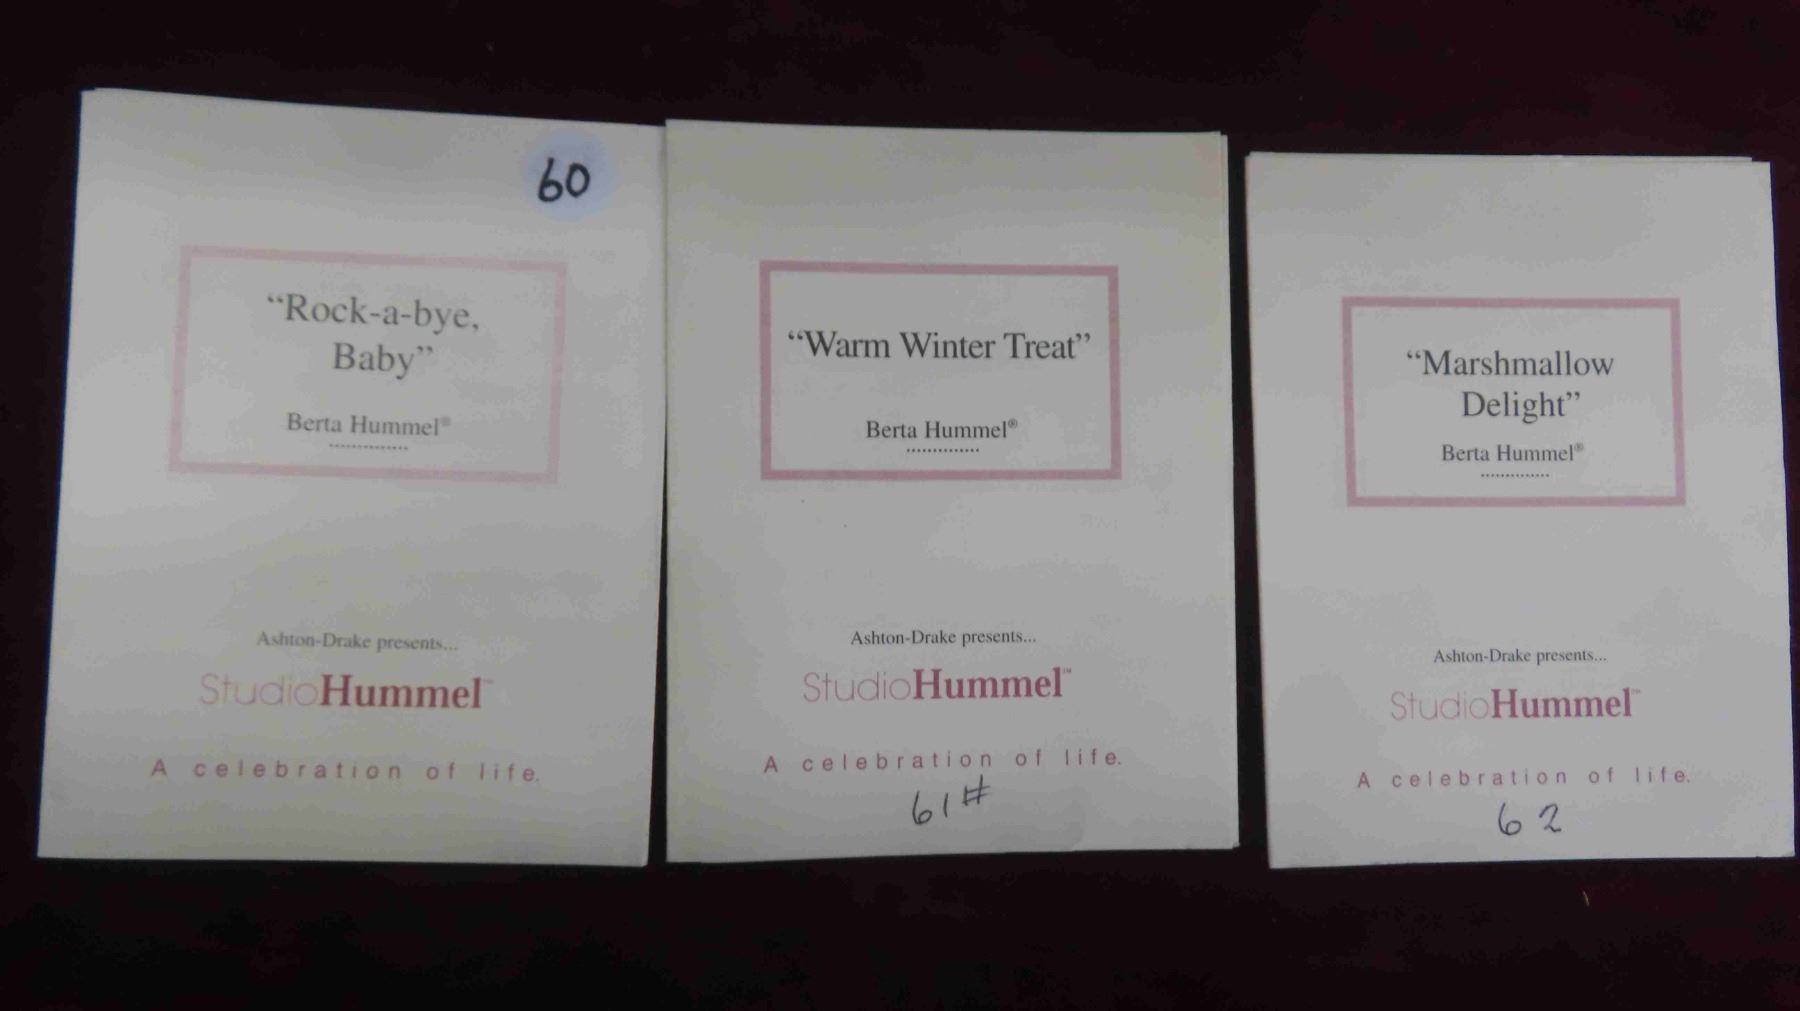 60
“Rock-a-bye,
Baby”
Berta Hummel®
Ashton-Drake presents...
StudioHummel™
A celebration of life.
“Warm Winter Treat”
Berta Hummel®
Ashton-Drake presents...
StudioHummel™
A celebration of life.
61#
“Marshmallow
Delight”
Berta Hummel®
Ashton-Drake presents...
StudioHummel™
A celebration of life.
62